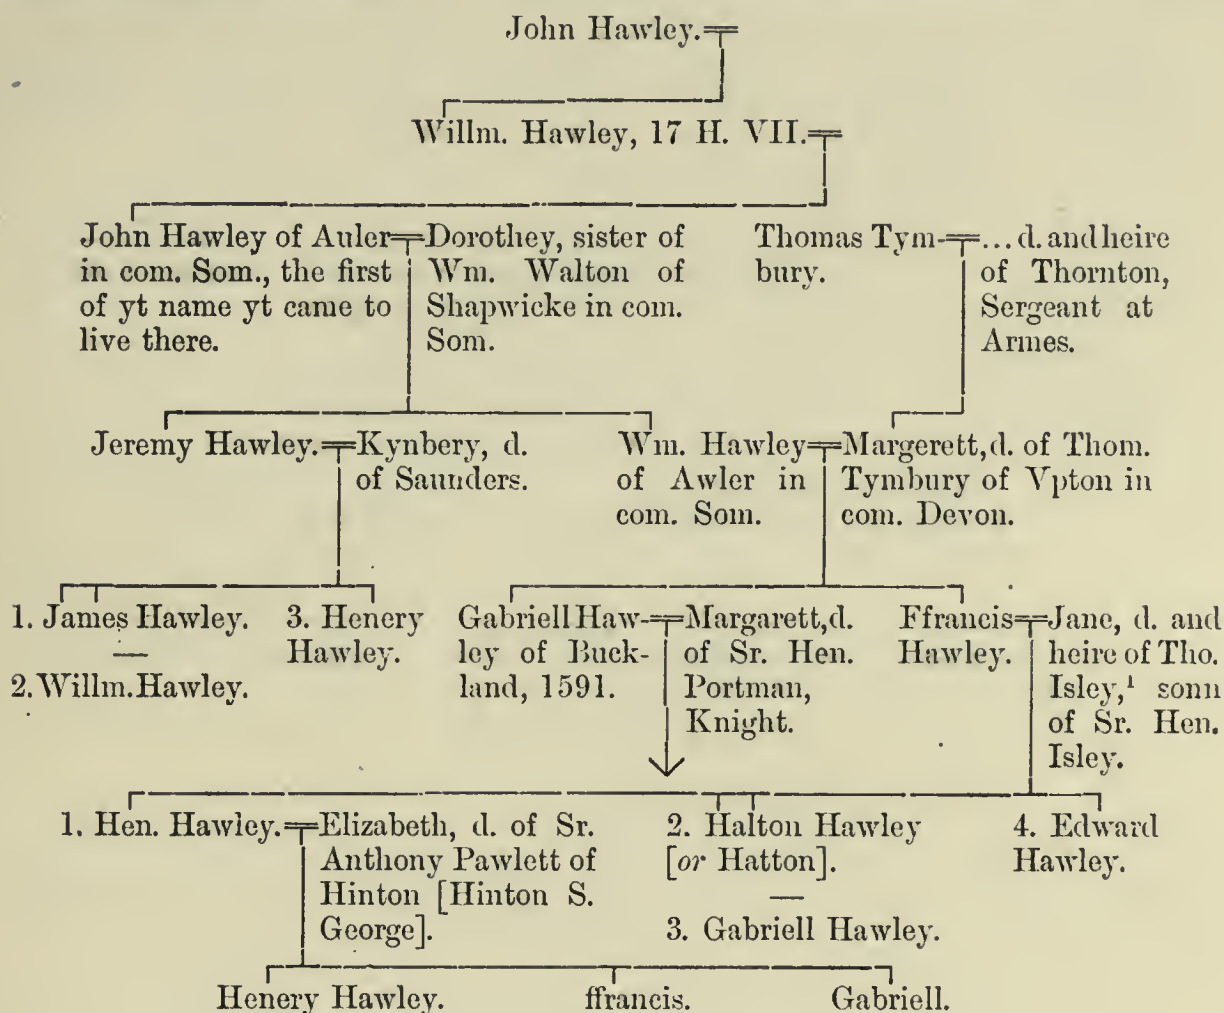 John Hawley.
Willm. Hawley, 17 H. VII.
John Hawley of Auler
in com. Som., the first
of yt name yt came to
live there.
Dorothey, sister of
Wm. Walton of
Shapwicke in com.
Som.
Thomas Tym-
bury.
... d. and heire
of Thornton,
Sergeant at
Armes.
Jeremy Hawley.
Kynbery, d.
of Saunders.
Wm. Hawley
of Awler in
com. Som.
Margerett, d. of Thom.
Tymbury of Vpton in
com. Devon.
1. James Hawley.
—
2. Willm. Hawley.
3. Henery
Hawley.
Gabriell Haw-
ley of Buck-
land, 1591.
Margarett, d.
of Sr. Hen.
Portman,
Knight.
Ffrancis
Hawley.
Jane, d. and
heire of Tho.
Isley,¹ sonn
of Sr. Hen.
Isley.
1. Hen. Hawley.
Elizabeth, d. of Sr.
Anthony Pawlett of
Hinton [Hinton S.
George].
2. Halton Hawley
[or Hatton].
—
3. Gabriell Hawley.
4. Edward
Hawley.
Henery Hawley.
ffrancis.
Gabriell.